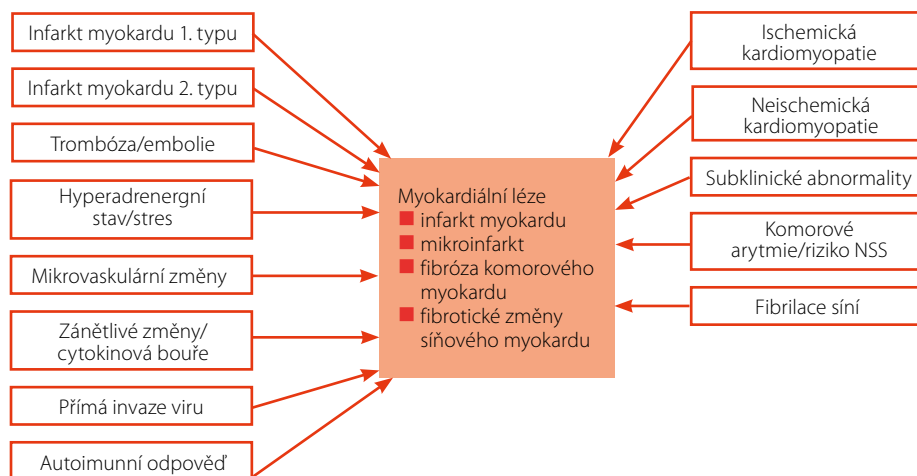 Infarkt myokardu 1. typu
Infarkt myokardu 2. typu
Trombóza/embolie
Hyperadrenergní
stav/stres
Mikrovaskulární změny
Zánětlivé změny/
cytokinová bouře
Přímá invaze viru
Autoimunní odpověď
Myokardiální léze
infarkt myokardu
mikroinfarkt
fibróza komorového
myokardu
fibrotické změny
síňového myokardu
Ischemická
kardiomyopatie
Neischemická
kardiomyopatie
Subklinické abnormality
Komorové
arytmie/riziko NSS
Fibrilace síní